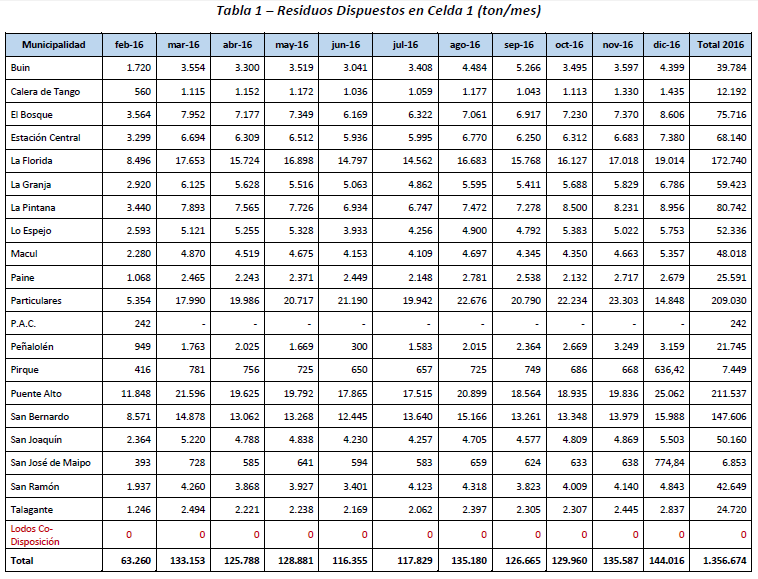 Tabla 1 – Residuos Dispuestos en Celda 1 (ton/mes)
Municipalidad feb-16 mar-16 abr-16 may-16 jun-16 jul-16 ago-16 sep-16 oct-16 nov-16 dic-16 Total 2016
Buin 1.720 3.554 3.300 3.519 3.041 3.408 4.484 5.266 3.495 3.597 4.399 39.784
Calera de Tango 560 1.115 1.152 1.172 1.036 1.059 1.177 1.043 1.113 1.330 1.435 12.192
El Bosque 3.564 7.952 7.177 7.349 6.169 6.322 7.061 6.917 7.230 7.370 8.606 75.716
Estación Central 3.299 6.694 6.309 6.512 5.936 5.995 6.770 6.250 6.312 6.683 7.380 68.140
La Florida 8.496 17.653 15.724 16.898 14.797 14.562 16.683 15.768 16.127 17.018 19.014 172.740
La Granja 2.920 6.125 5.628 5.516 5.063 4.862 5.595 5.411 5.688 5.829 6.786 59.423
La Pintana 3.440 7.893 7.565 7.726 6.934 6.747 7.472 7.278 8.500 8.231 8.956 80.742
Lo Espejo 2.593 5.121 5.255 5.328 3.933 4.256 4.900 4.792 5.383 5.022 5.753 52.336
Macul 2.280 4.870 4.519 4.675 4.153 4.109 4.697 4.345 4.350 4.663 5.357 48.018
Paine 1.068 2.465 2.243 2.371 2.449 2.148 2.781 2.538 2.132 2.717 2.679 25.591
Particulares 5.354 17.990 19.986 20.717 21.190 19.942 22.676 20.790 22.234 23.303 14.848 209.030
P.A.C. 242 - - - - - - - - - - 242
Peñalolén 949 1.763 2.025 1.669 300 1.583 2.015 2.364 2.669 3.249 3.159 21.745
Pirque 416 781 756 725 650 657 725 749 686 668 636,42 7.449
Puente Alto 11.848 21.596 19.625 19.792 17.865 17.515 20.899 18.564 18.935 19.836 25.062 211.537
San Bernardo 8.571 14.878 13.062 13.268 12.445 13.640 15.166 13.261 13.348 13.979 15.988 147.606
San Joaquín 2.364 5.220 4.788 4.838 4.230 4.257 4.705 4.577 4.809 4.869 5.503 50.160
San José de Maipo 393 728 585 641 594 583 659 624 633 638 774,84 6.853
San Ramón 1.937 4.260 3.868 3.927 3.401 4.123 4.318 3.823 4.009 4.140 4.843 42.649
Talagante 1.246 2.494 2.221 2.238 2.169 2.062 2.397 2.305 2.307 2.445 2.837 24.720
Lodos Co-
Disposición 0 0 0 0 0 0 0 0 0 0 0 0
Total 63.260 133.153 125.788 128.881 116.355 117.829 135.180 126.665 129.960 135.587 144.016 1.356.674